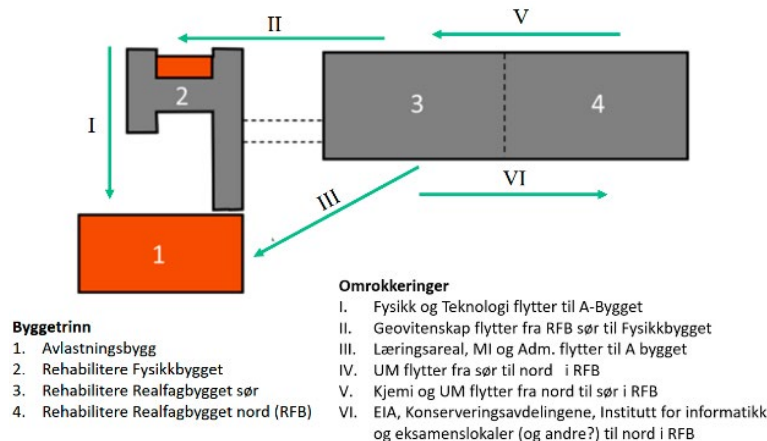 V
II
2
3
4
I
VI
III
1
Byggetrinn
1. Avlastningsbygg
2. Rehabilitere Fysikkbygget
3. Rehabilitere Realfagbygget sør
4. Rehabilitere Realfagbygget nord (RFB)
Omrokkeringer
I. Fysikk og Teknologi flytter til A-Bygget
II. Geovitenskap flytter fra RFB sør til Fysikkbygget
III. Læringsareal, MI og Adm. flytter til A bygget
IV. UM flytter fra sør til nord i RFB
V. Kjemi og UM flytter fra nord til sør i RFB
VI. EIA, Konserveringsavdelingene, Institutt for informatikk
og eksamenslokaler (og andre?) til nord i RFB